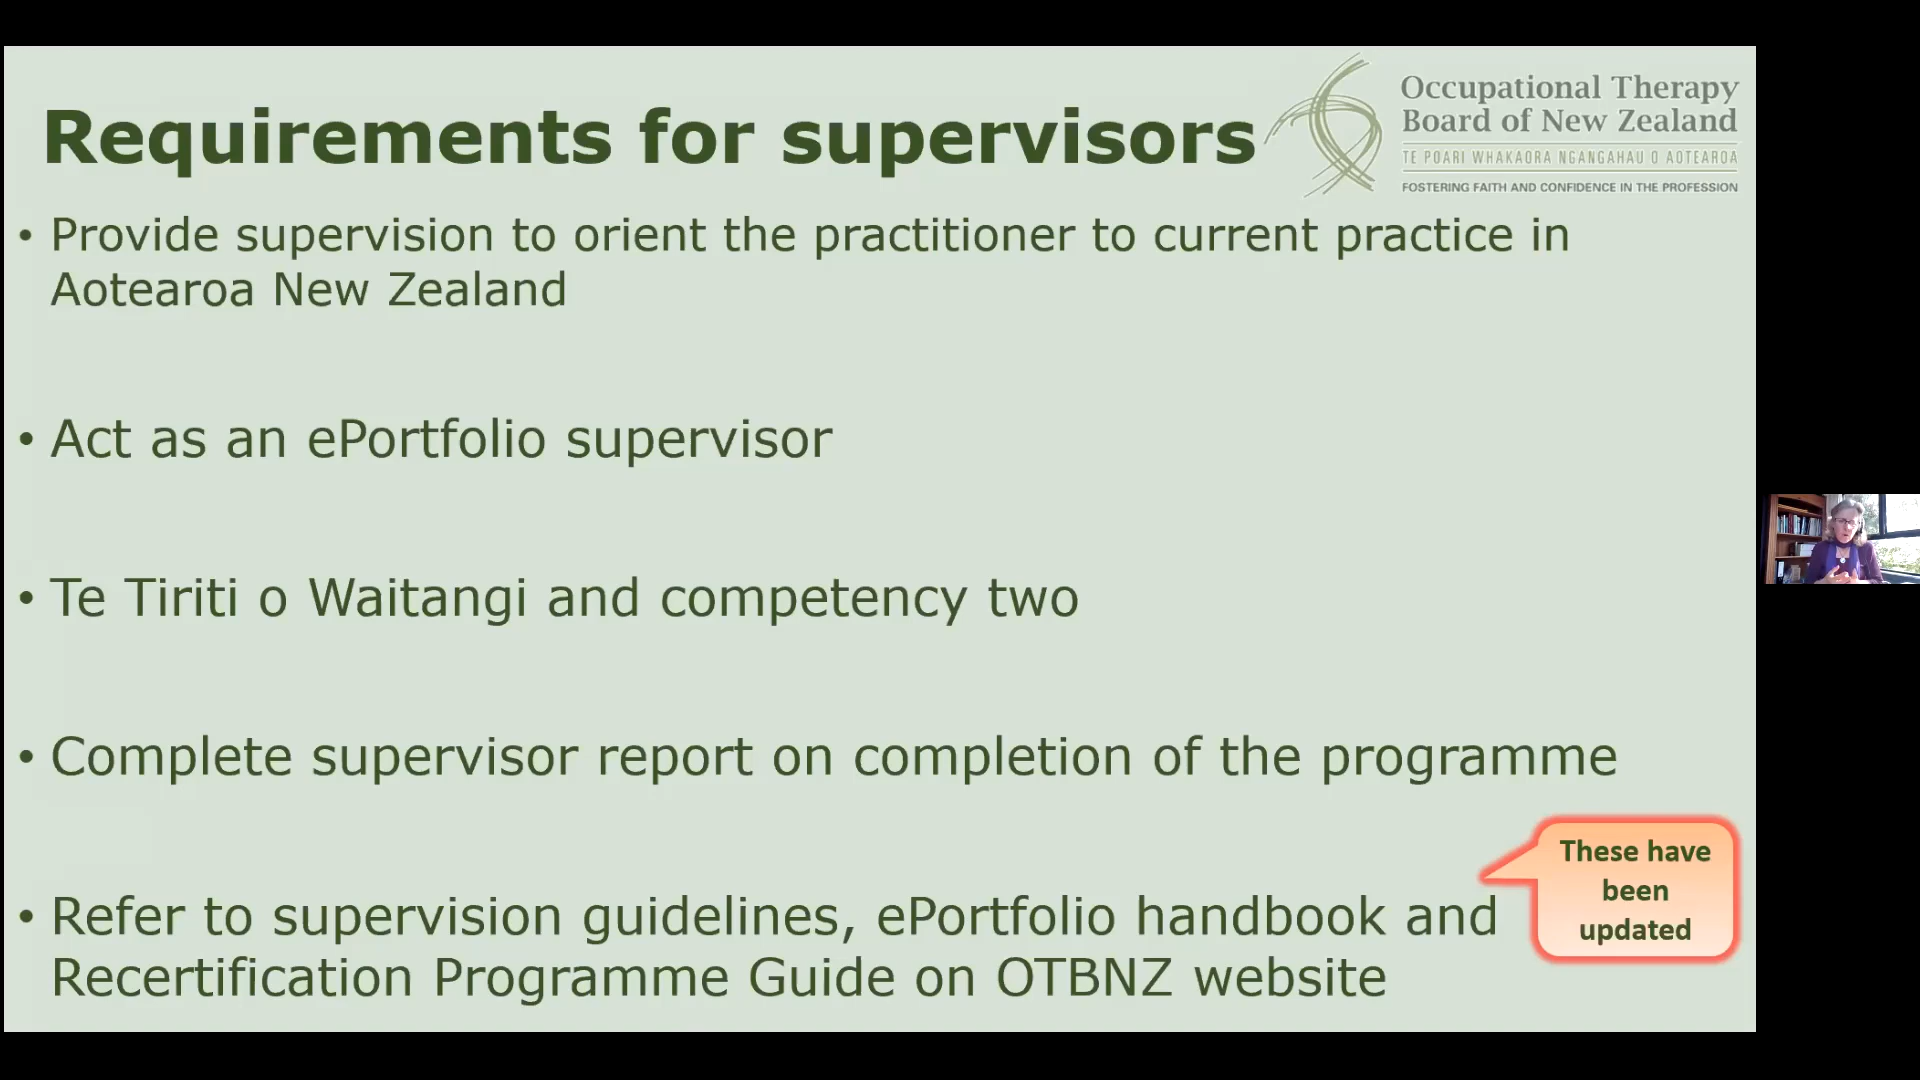 Requirements for supervisors
Occupational Therapy
Board of New Zealand
TE POARI WHAKAORA NGANGAHAU O AOTEAROA
FOSTERING FAITH AND CONFIDENCE IN THE PROFESSION
• Provide supervision to orient the practitioner to current practice in
Aotearoa New Zealand
• Act as an ePortfolio supervisor
• Te Tiriti o Waitangi and competency two
• Complete supervisor report on completion of the programme
These have
been
updated
• Refer to supervision guidelines, ePortfolio handbook and
Recertification Programme Guide on OTBNZ website